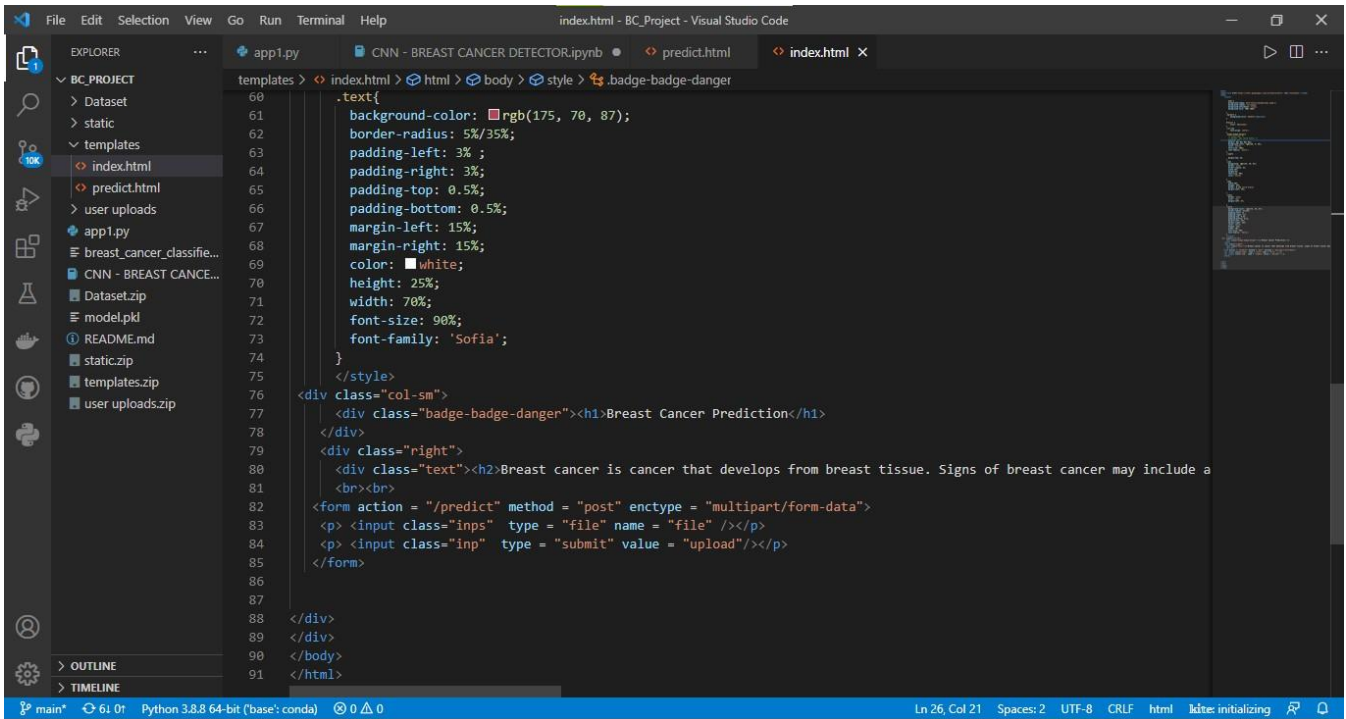 File Edit Selection View Go Run Terminal Help index.html - BC_Project - Visual Studio Code
EXPLORER ...
1
10K
BC_PROJECT
Dataset
static
templates
index.html
predict.html
user uploads
app1.py
breast_cancer_classifie...
CNN - BREAST CANCE...
Dataset.zip
model.pkl
README.md
static.zip
templates.zip
user uploads.zip
OUTLINE
TIMELINE
app1.py CNN - BREAST CANCER DETECTOR.ipynb predict.html index.html
templates > index.html > html > body > style > .badge-badge-danger
60 .text{
61 background-color: rgb(175, 70, 87);
62 border-radius: 5%/35%;
63 padding-left: 3% ;
64 padding-right: 3%;
65 padding-top: 0.5%;
66 padding-bottom: 0.5%;
67 margin-left: 15%;
68 margin-right: 15%;
69 color: white;
70 height: 25%;
71 width: 70%;
72 font-size: 90%;
73 font-family: 'Sofia';
74 }
75 </style>
76 <div class="col-sm">
77 <div class="badge-badge-danger"><h1>Breast Cancer Prediction</h1>
78 </div>
79 <div class="right">
80 <div class="text"><h2>Breast cancer is cancer that develops from breast tissue. Signs of breast cancer may include a
81 <br><br>
82 <form action = "/predict" method = "post" enctype = "multipart/form-data">
83 <p> <input class="inps" type = "file" name = "file" /></p>
84 <p> <input class="inp" type = "submit" value = "upload"/></p>
85 </form>
86
87
88 </div>
89 </div>
90 </body>
91 </html>
main* 6↓ 0↑ Python 3.8.8 64-bit ('base': conda) 0 0 Ln 26, Col 21 Spaces: 2 UTF-8 CRLF html kite: initializing